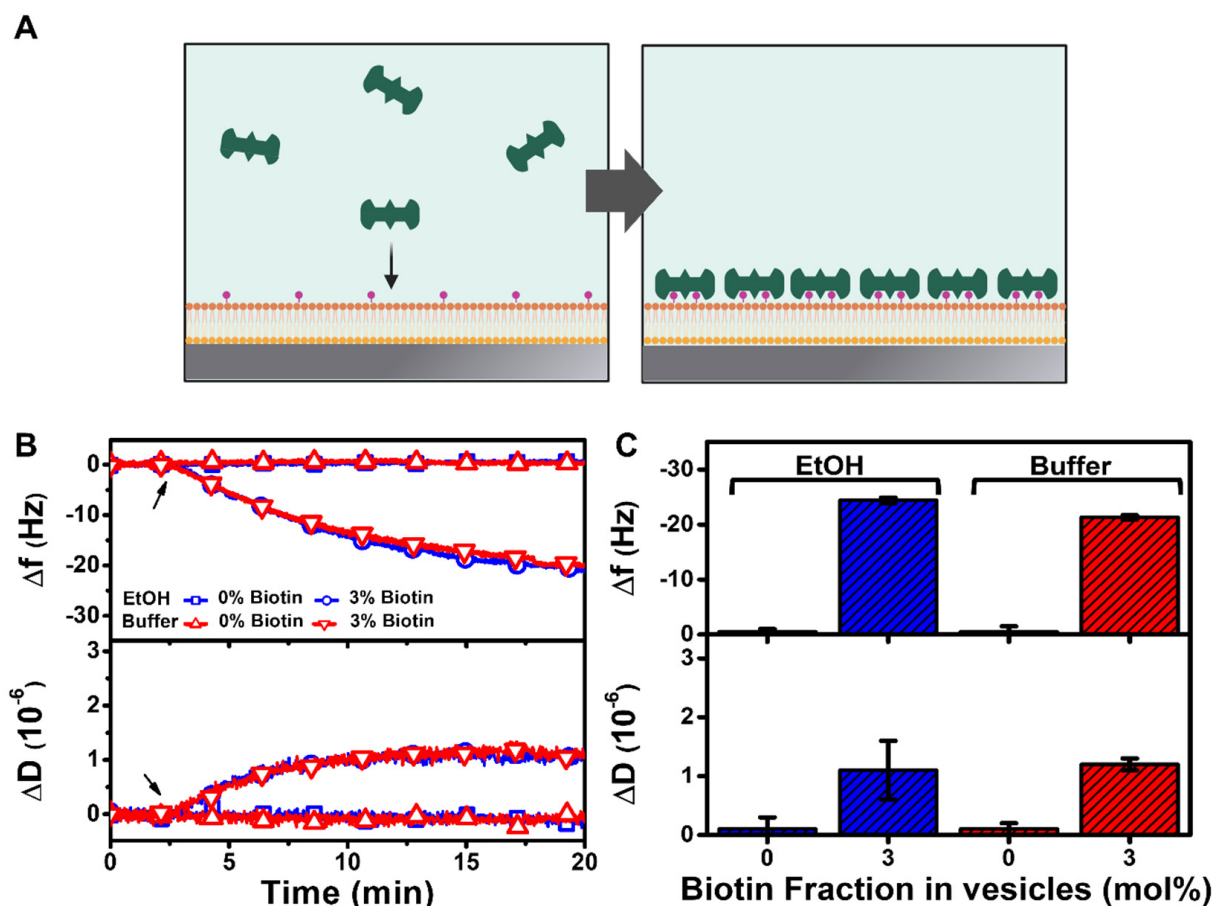 A
B
Δf (Hz)
0
-10
-20
-30
EtOH 0% Biotin 3% Biotin
Buffer 0% Biotin 3% Biotin
ΔD (10⁻⁶)
3
2
1
0
0 5 10 15 20
Time (min)
C
EtOH Buffer
Δf (Hz)
-30
-20
-10
0
ΔD (10⁻⁶)
3
2
1
0
0 3 0 3
Biotin Fraction in vesicles (mol%)